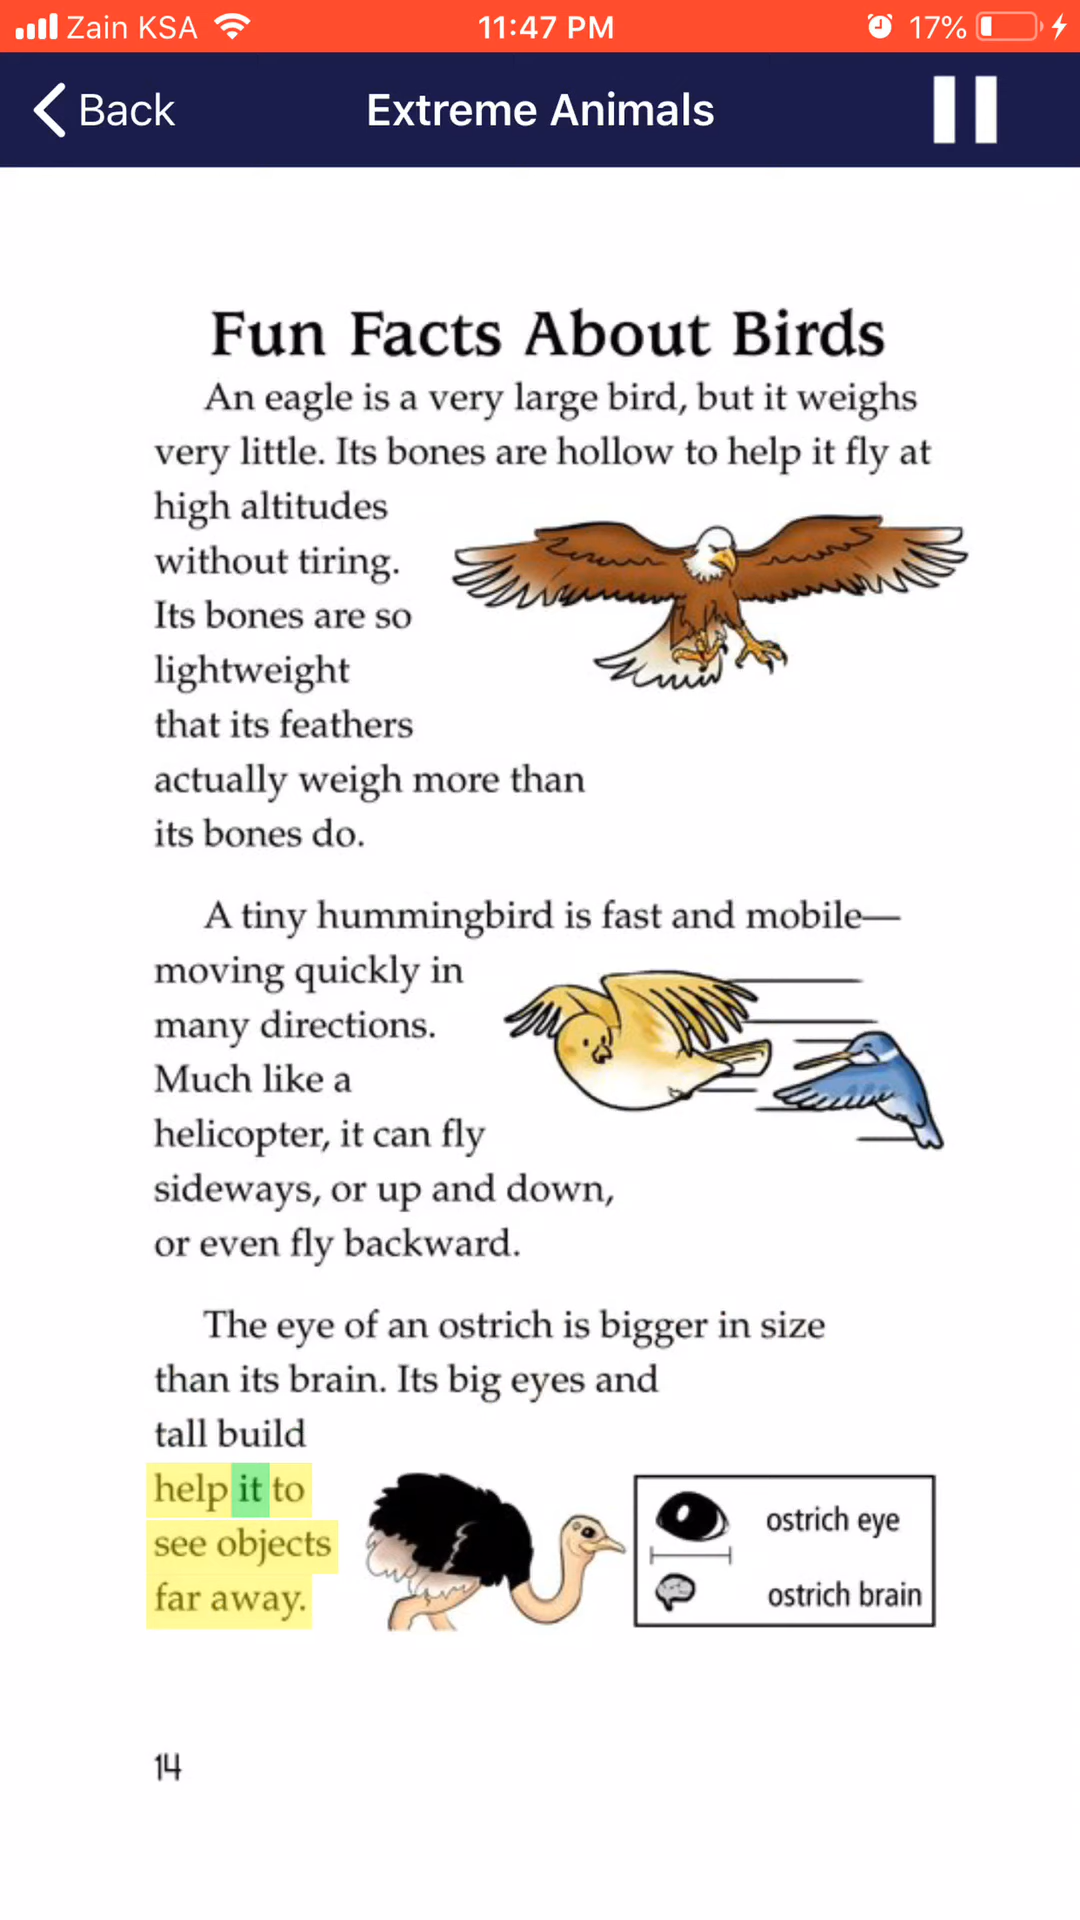 Zain KSA 11:47 PM 17%
Back Extreme Animals
Fun Facts About Birds
An eagle is a very large bird, but it weighs
very little. Its bones are hollow to help it fly at
high altitudes
without tiring.
Its bones are so
lightweight
that its feathers
actually weigh more than
its bones do.
A tiny hummingbird is fast and mobile—
moving quickly in
many directions.
Much like a
helicopter, it can fly
sideways, or up and down,
or even fly backward.
The eye of an ostrich is bigger in size
than its brain. Its big eyes and
tall build
help it to
see objects
far away.
ostrich eye
ostrich brain
14